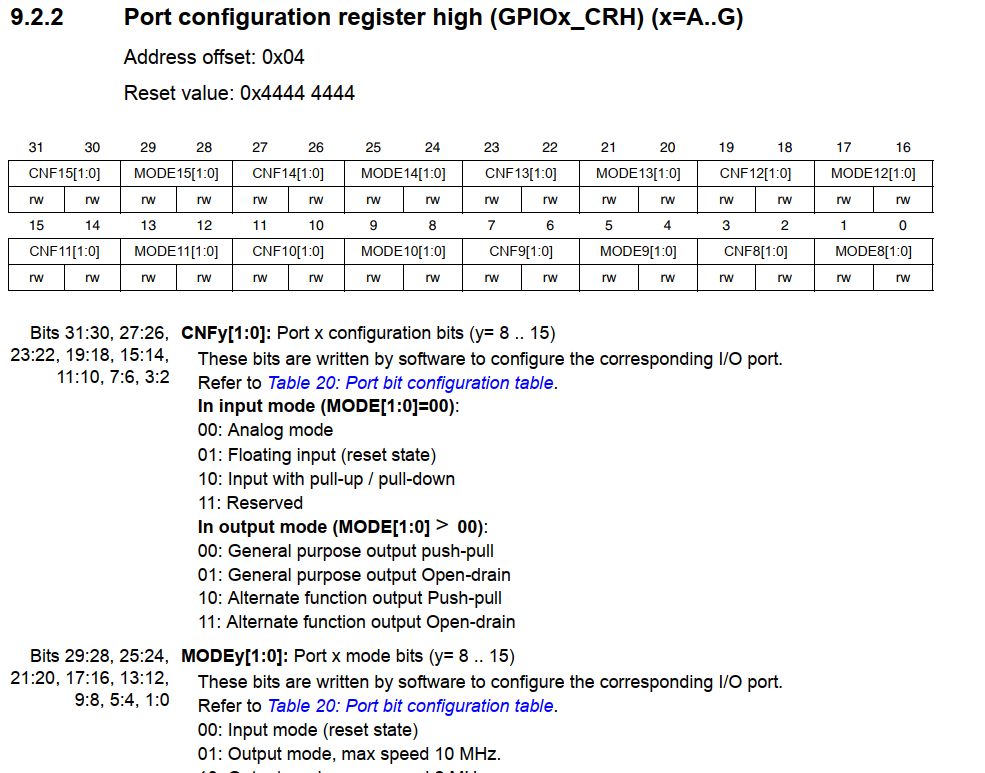 9.2.2 Port configuration register high (GPIOx_CRH) (x=A..G)
Address offset: 0x04
Reset value: 0x4444 4444
31 30 29 28 27 26 25 24 23 22 21 20 19 18 17 16
CNF15[1:0] MODE15[1:0] CNF14[1:0] MODE14[1:0] CNF13[1:0] MODE13[1:0] CNF12[1:0] MODE12[1:0]
rw rw rw rw rw rw rw rw rw rw rw rw rw rw rw rw
15 14 13 12 11 10 9 8 7 6 5 4 3 2 1 0
CNF11[1:0] MODE11[1:0] CNF10[1:0] MODE10[1:0] CNF9[1:0] MODE9[1:0] CNF8[1:0] MODE8[1:0]
rw rw rw rw rw rw rw rw rw rw rw rw rw rw rw rw
Bits 31:30, 27:26, CNFy[1:0]: Port x configuration bits (y= 8 .. 15)
23:22, 19:18, 15:14, These bits are written by software to configure the corresponding I/O port.
11:10, 7:6, 3:2 Refer to Table 20: Port bit configuration table.
In input mode (MODE[1:0]=00):
00: Analog mode
01: Floating input (reset state)
10: Input with pull-up / pull-down
11: Reserved
In output mode (MODE[1:0] > 00):
00: General purpose output push-pull
01: General purpose output Open-drain
10: Alternate function output Push-pull
11: Alternate function output Open-drain
Bits 29:28, 25:24, MODEy[1:0]: Port x mode bits (y= 8 .. 15)
21:20, 17:16, 13:12, These bits are written by software to configure the corresponding I/O port.
9:8, 5:4, 1:0 Refer to Table 20: Port bit configuration table.
00: Input mode (reset state)
01: Output mode, max speed 10 MHz.